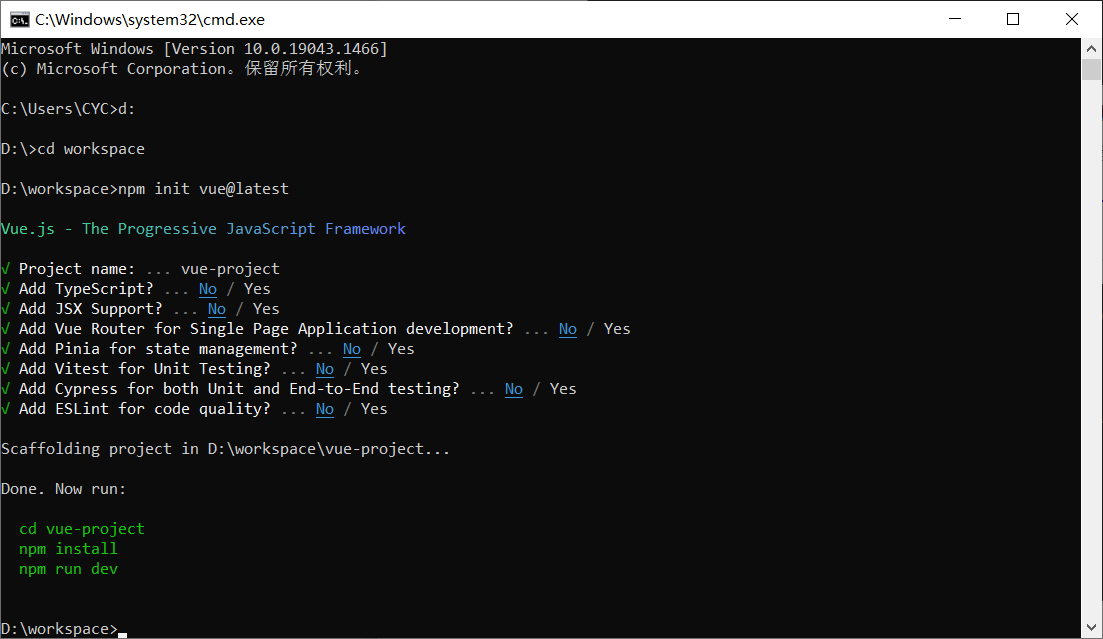 C:\Windows\system32\cmd.exe
Microsoft Windows [Version 10.0.19043.1466]
(c) Microsoft Corporation。保留所有权利。
C:\Users\CYC>d:
D:\>cd workspace
D:\workspace>npm init vue@latest
Vue.js - The Progressive JavaScript Framework
√ Project name: ... vue-project
√ Add TypeScript? ... No / Yes
√ Add JSX Support? ... No / Yes
√ Add Vue Router for Single Page Application development? ... No / Yes
√ Add Pinia for state management? ... No / Yes
√ Add Vitest for Unit Testing? ... No / Yes
√ Add Cypress for both Unit and End-to-End testing? ... No / Yes
√ Add ESLint for code quality? ... No / Yes
Scaffolding project in D:\workspace\vue-project...
Done. Now run:
cd vue-project
npm install
npm run dev
D:\workspace>